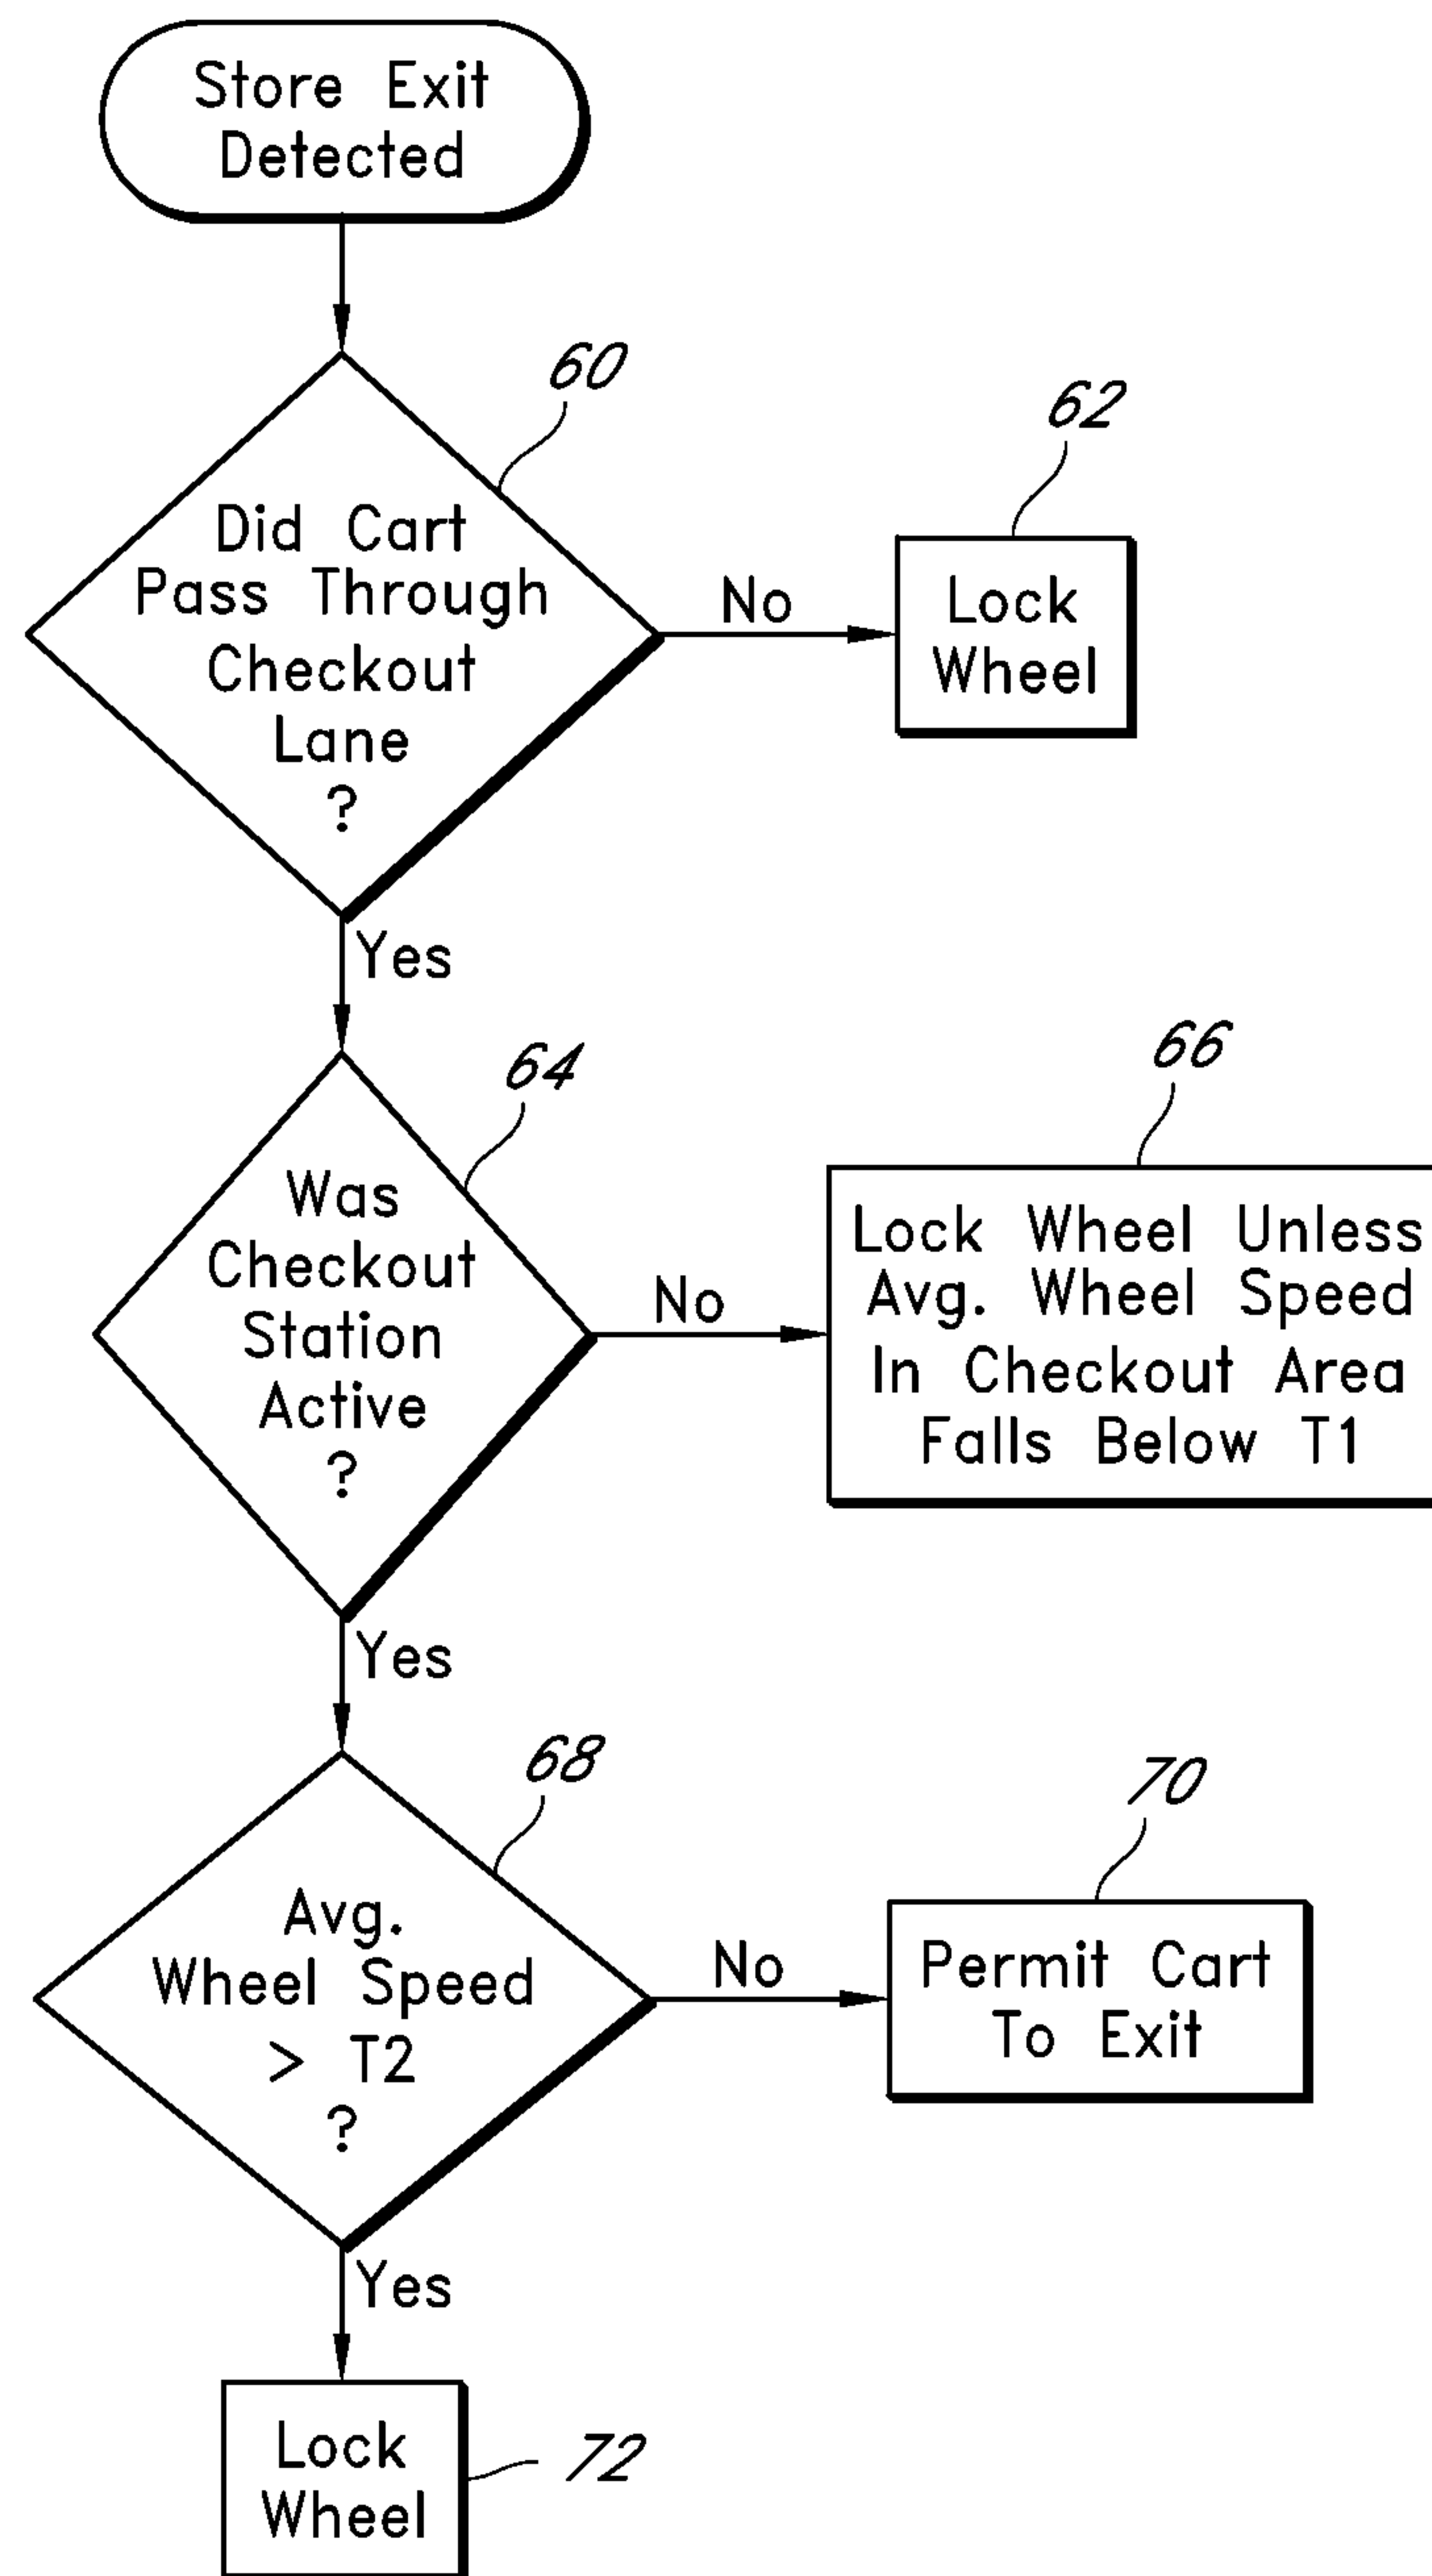 Store Exit
Detected
60
Did Cart
Pass Through
Checkout
Lane
?
No
62
Lock
Wheel
Yes
64
Was
Checkout
Station
Active
?
No
66
Lock Wheel Unless
Avg. Wheel Speed
In Checkout Area
Falls Below T1
Yes
68
Avg.
Wheel Speed
> T2
?
No
70
Permit Cart
To Exit
Yes
Lock
Wheel
72